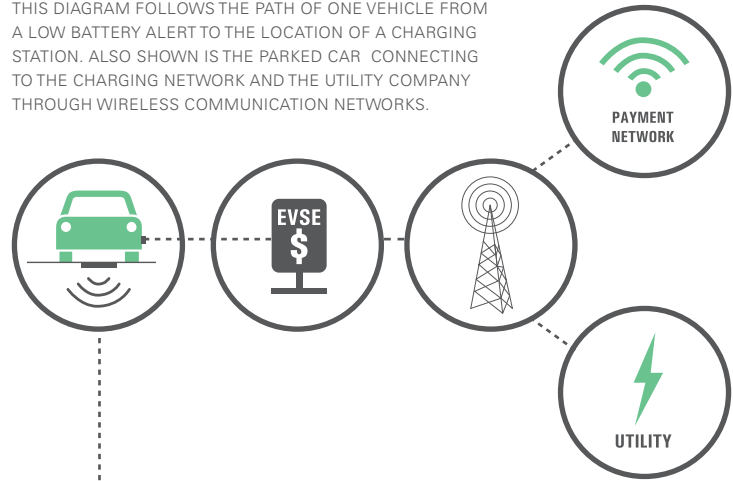 THIS DIAGRAM FOLLOWS THE PATH OF ONE VEHICLE FROM
A LOW BATTERY ALERT TO THE LOCATION OF A CHARGING
STATION. ALSO SHOWN IS THE PARKED CAR CONNECTING
TO THE CHARGING NETWORK AND THE UTILITY COMPANY
THROUGH WIRELESS COMMUNICATION NETWORKS.
PAYMENT
NETWORK
EVSE
$
UTILITY